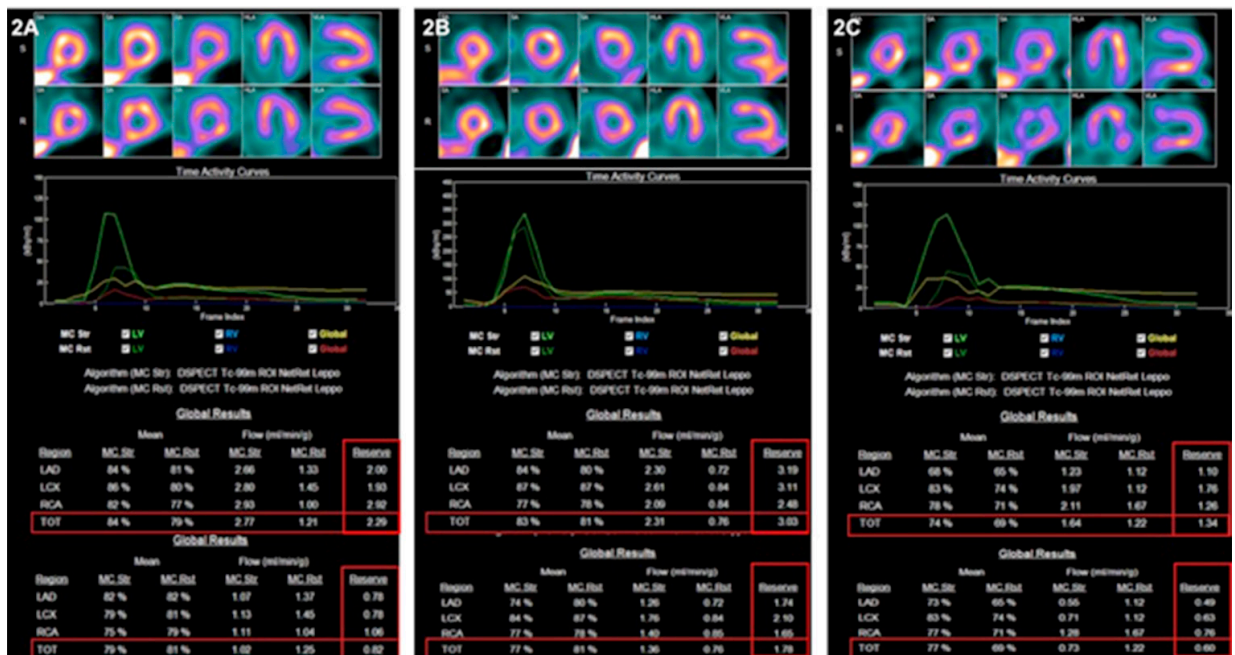 2A
SA SA SA HLA VLA
S
R
Time Activity Curves
(kBq/ml)
Frame Index
MC Str LV RV Global
MC Rst LV RV Global
Algorithm (MC Str): DSPECT Tc-99m ROI NetRet Leppo
Algorithm (MC Rst): DSPECT Tc-99m ROI NetRet Leppo
Global Results
Mean Flow (ml/min/g)
Region MC.Str MC.Rst MC.Str MC.Rst Reserve
LAD 84 % 81 % 2.66 1.33 2.00
LCX 86 % 80 % 2.80 1.45 1.93
RCA 82 % 77 % 2.93 1.00 2.92
TOT 84 % 79 % 2.77 1.21 2.29
Global Results
Mean Flow (ml/min/g)
Region MC.Str MC.Rst MC.Str MC.Rst Reserve
LAD 82 % 82 % 1.07 1.37 0.78
LCX 79 % 81 % 1.13 1.45 0.78
RCA 75 % 79 % 1.11 1.04 1.06
TOT 79 % 81 % 1.02 1.25 0.82
2B
SA SA SA HLA VLA
S
R
Time Activity Curves
(kBq/ml)
Frame Index
MC Str LV RV Global
MC Rst LV RV Global
Algorithm (MC Str): DSPECT Tc-99m ROI NetRet Leppo
Algorithm (MC Rst): DSPECT Tc-99m ROI NetRet Leppo
Global Results
Mean Flow (ml/min/g)
Region MC.Str MC.Rst MC.Str MC.Rst Reserve
LAD 84 % 80 % 2.30 0.72 3.19
LCX 87 % 87 % 2.61 0.84 3.11
RCA 77 % 78 % 2.09 0.84 2.48
TOT 83 % 81 % 2.31 0.76 3.03
Global Results
Mean Flow (ml/min/g)
Region MC.Str MC.Rst MC.Str MC.Rst Reserve
LAD 74 % 80 % 1.26 0.72 1.74
LCX 84 % 87 % 1.76 0.84 2.10
RCA 77 % 78 % 1.40 0.85 1.65
TOT 77 % 81 % 1.36 0.76 1.78
2C
SA SA SA HLA VLA
S
R
Time Activity Curves
(kBq/ml)
Frame Index
MC Str LV RV Global
MC Rst LV RV Global
Algorithm (MC Str): DSPECT Tc-99m ROI NetRet Leppo
Algorithm (MC Rst): DSPECT Tc-99m ROI NetRet Leppo
Global Results
Mean Flow (ml/min/g)
Region MC.Str MC.Rst MC.Str MC.Rst Reserve
LAD 68 % 65 % 1.23 1.12 1.10
LCX 83 % 74 % 1.97 1.12 1.76
RCA 78 % 71 % 2.11 1.67 1.26
TOT 74 % 69 % 1.64 1.22 1.34
Global Results
Mean Flow (ml/min/g)
Region MC.Str MC.Rst MC.Str MC.Rst Reserve
LAD 73 % 65 % 0.55 1.12 0.49
LCX 83 % 74 % 0.71 1.12 0.63
RCA 77 % 71 % 1.28 1.67 0.76
TOT 77 % 69 % 0.73 1.22 0.60